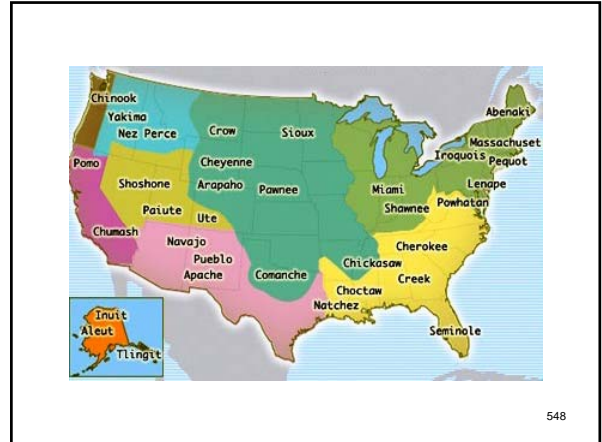 Chinook
Yakima
Nez Perce
Crow
Sioux
Abenaki
Massachuset
Iroquois
Pequot
Pomo
Cheyenne
Shoshone
Arapaho
Pawnee
Miami
Lenape
Shawnee
Powhatan
Paiute
Ute
Chumash
Navajo
Pueblo
Apache
Comanche
Cherokee
Chickasaw
Creek
Choctaw
Natchez
Seminole
Inuit
Aleut
Tlingit
548